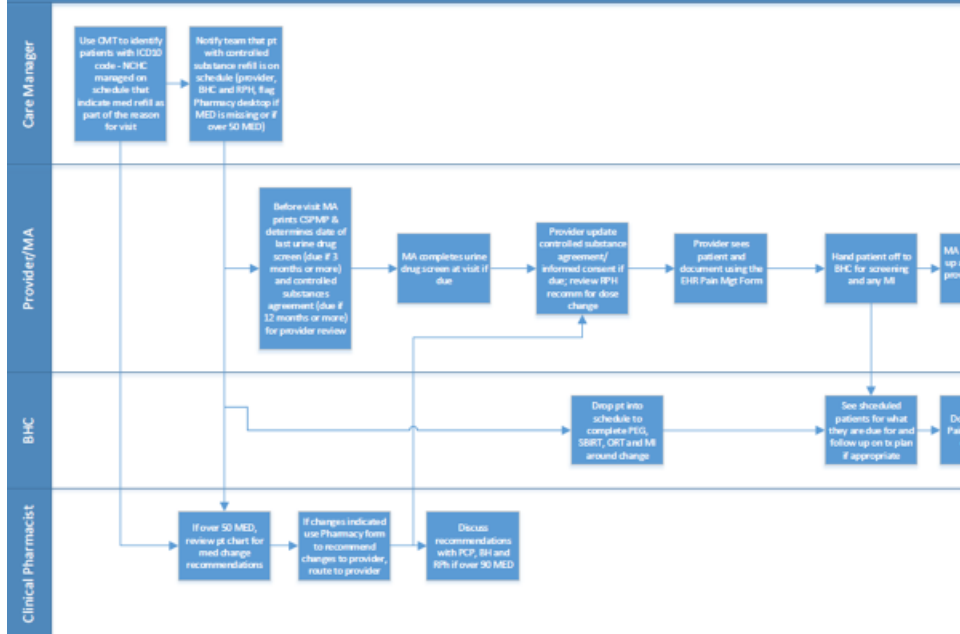 Care Manager
Use CMT to identify
patients with ICD10
code - NCHC
managed on
schedule that
indicate med refill as
part of the reason
for visit
Notify team that pt
with controlled
substance refill is on
schedule (provider,
BHC and RPH, flag
Pharmacy desktop if
MED is missing or if
over 50 MED)
Provider/MA
Before visit MA
prints CSPMP &
determines date of
last urine drug
screen (due if 3
months or more)
and controlled
substances
agreement (due if
12 months or more)
for provider review
MA completes urine
drug screen at visit if
due
Provider update
controlled substance
agreement/
informed consent if
due; review RPH
recomm for dose
change
Provider sees
patient and
document using the
EHR Pain Mgt Form
Hand patient off to
BHC for screening
and any MI
MA
up
prov
BHC
Drop pt into
schedule to
complete PEG,
SBIRT, ORT and MI
around change
See shceduled
patients for what
they are due for and
follow up on tx plan
if appropriate
Do
Pai
Clinical Pharmacist
If over 50 MED,
review pt chart for
med change
recommendations
If changes indicated
use Pharmacy form
to recommend
changes to provider,
route to provider
Discuss
recommendations
with PCP, BH and
RPh if over 90 MED